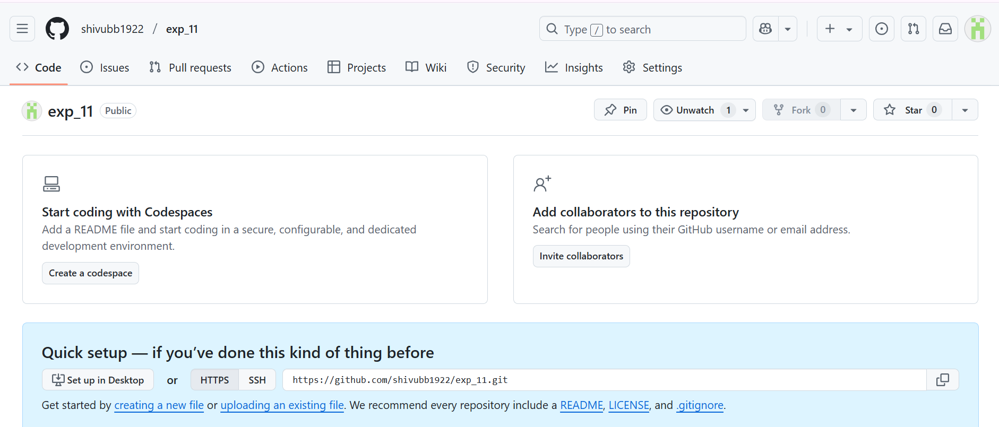 shivubb1922 / exp_11
Type / to search
Code Issues Pull requests Actions Projects Wiki Security Insights Settings
exp_11 Public
Pin Unwatch 1 Fork 0 Star 0
Start coding with Codespaces
Add a README file and start coding in a secure, configurable, and dedicated
development environment.
Create a codespace
Add collaborators to this repository
Search for people using their GitHub username or email address.
Invite collaborators
Quick setup — if you’ve done this kind of thing before
Set up in Desktop or HTTPS SSH https://github.com/shivubb1922/exp_11.git
Get started by creating a new file or uploading an existing file. We recommend every repository include a README, LICENSE, and .gitignore.